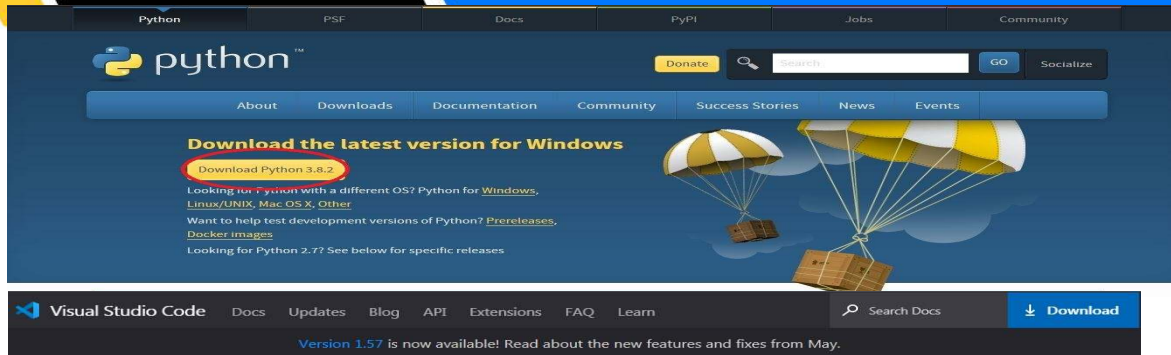 Python PSF Docs PyPI Jobs Community
python™ Donate Search GO Socialize
About Downloads Documentation Community Success Stories News Events
Download the latest version for Windows
Download Python 3.8.2
Looking for Python with a different OS? Python for Windows,
Linux/UNIX, Mac OS X, Other
Want to help test development versions of Python? Prereleases,
Docker images
Looking for Python 2.7? See below for specific releases
Visual Studio Code Docs Updates Blog API Extensions FAQ Learn Search Docs Download
Version 1.57 is now available! Read about the new features and fixes from May.